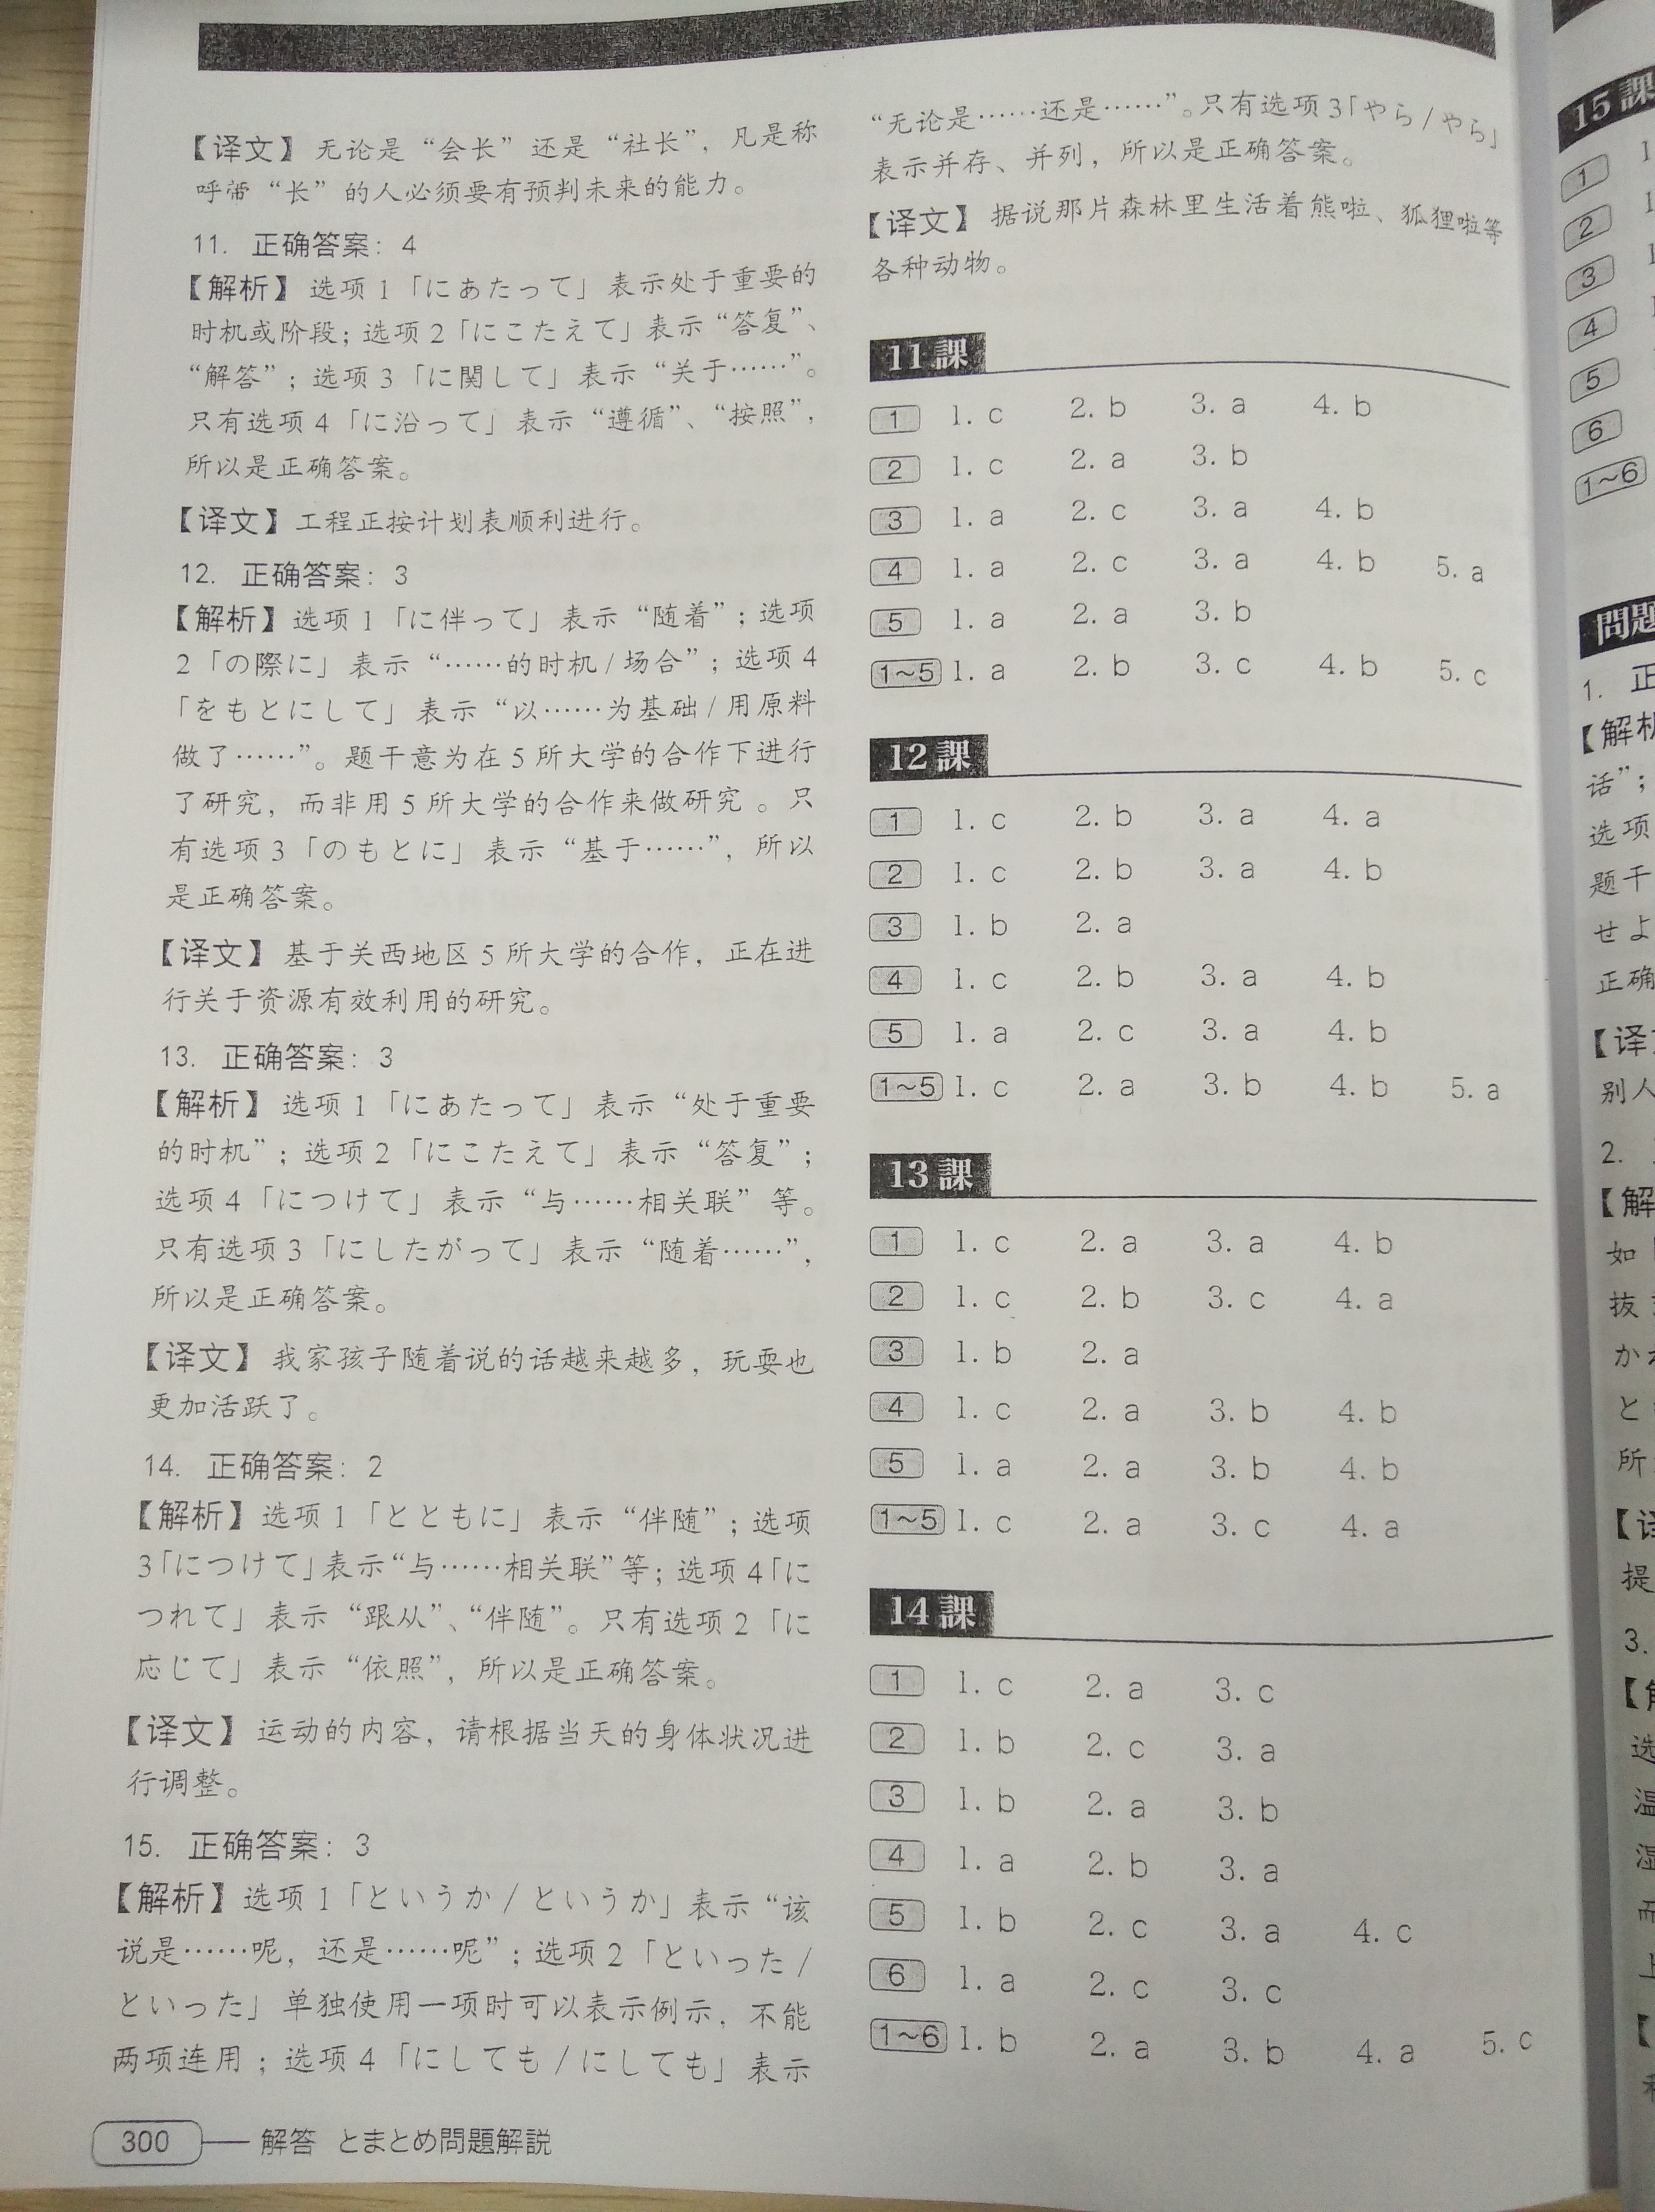 【译文】无论是“会长”还是“社长”，凡是称
呼带“长”的人必须要有预判未来的能力。
11. 正确答案：4
【解析】选项1「にあたって」表示处于重要的
时机或阶段；选项2「にこたえて」表示“答复”、
“解答”；选项3「に関して」表示“关于……”。
只有选项4「に沿って」表示“遵循”、“按照”，
所以是正确答案。
【译文】工程正按计划表顺利进行。
12. 正确答案：3
【解析】选项1「に伴って」表示“随着”；选项
2「の際に」表示“……的时机/场合”；选项4
「をもとにして」表示“以……为基础/用原料
做了……”。题干意为在5所大学的合作下进行
了研究，而非用5所大学的合作来做研究。只
有选项3「のもとに」表示“基于……”，所以
是正确答案。
【译文】基于关西地区5所大学的合作，正在进
行关于资源有效利用的研究。
13. 正确答案：3
【解析】选项1「にあたって」表示“处于重要
的时机”；选项2「にこたえて」表示“答复”；
选项4「につけて」表示“与……相关联”等。
只有选项3「にしたがって」表示“随着……”，
所以是正确答案。
【译文】我家孩子随着说的话越来越多，玩耍也
更加活跃了。
14. 正确答案：2
【解析】选项1「とともに」表示“伴随”；选项
3「につけて」表示“与……相关联”等；选项4「に
つれて」表示“跟从”、“伴随”。只有选项2「に
応じて」表示“依照”，所以是正确答案。
【译文】运动的内容，请根据当天的身体状况进
行调整。
15. 正确答案：3
【解析】选项1「というか/というか」表示“该
说是……呢，还是……呢”；选项2「といった/
といった」单独使用一项时可以表示例示，不能
两项连用；选项4「にしても/にしても」表示
“无论是……还是……”。只有选项3「やら/やら」
表示并存、并列，所以是正确答案。
【译文】据说那片森林里生活着熊啦、狐狸啦等
各种动物。
11課
1 1. c 2. b 3. a 4. b
2 1. c 2. a 3. b
3 1. a 2. c 3. a 4. b
4 1. a 2. c 3. a 4. b 5. a
5 1. a 2. a 3. b
1~5 1. a 2. b 3. c 4. b 5. c
12課
1 1. c 2. b 3. a 4. a
2 1. c 2. b 3. a 4. b
3 1. b 2. a
4 1. c 2. b 3. a 4. b
5 1. a 2. c 3. a 4. b
1~5 1. c 2. a 3. b 4. b 5. a
13課
1 1. c 2. a 3. a 4. b
2 1. c 2. b 3. c 4. a
3 1. b 2. a
4 1. c 2. a 3. b 4. b
5 1. a 2. a 3. b 4. b
1~5 1. c 2. a 3. c 4. a
14課
1 1. c 2. a 3. c
2 1. b 2. c 3. a
3 1. b 2. a 3. b
4 1. a 2. b 3. a
5 1. b 2. c 3. a 4. c
6 1. a 2. c 3. c
1~6 1. b 2. a 3. b 4. a 5. c
300 解答 とまとめ問題解説
15課
1
2
3
4
5
6
1~6
問題
1. 正
【解析
话”；
选项
题干
せよ
正确
【译
别人
2.
【解
如
抜
か
と
所
提
3.
选
温
湿
而
上